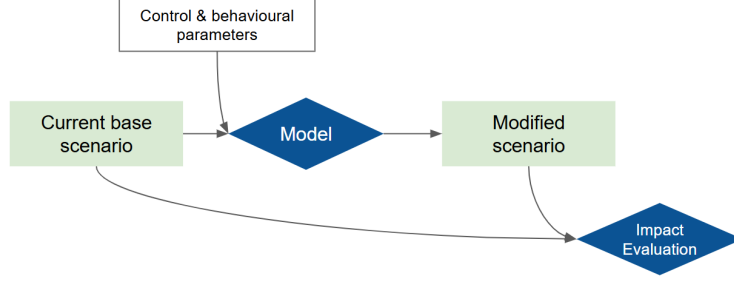 Control & behavioural
parameters
Current base
scenario
Model
Modified
scenario
Impact
Evaluation